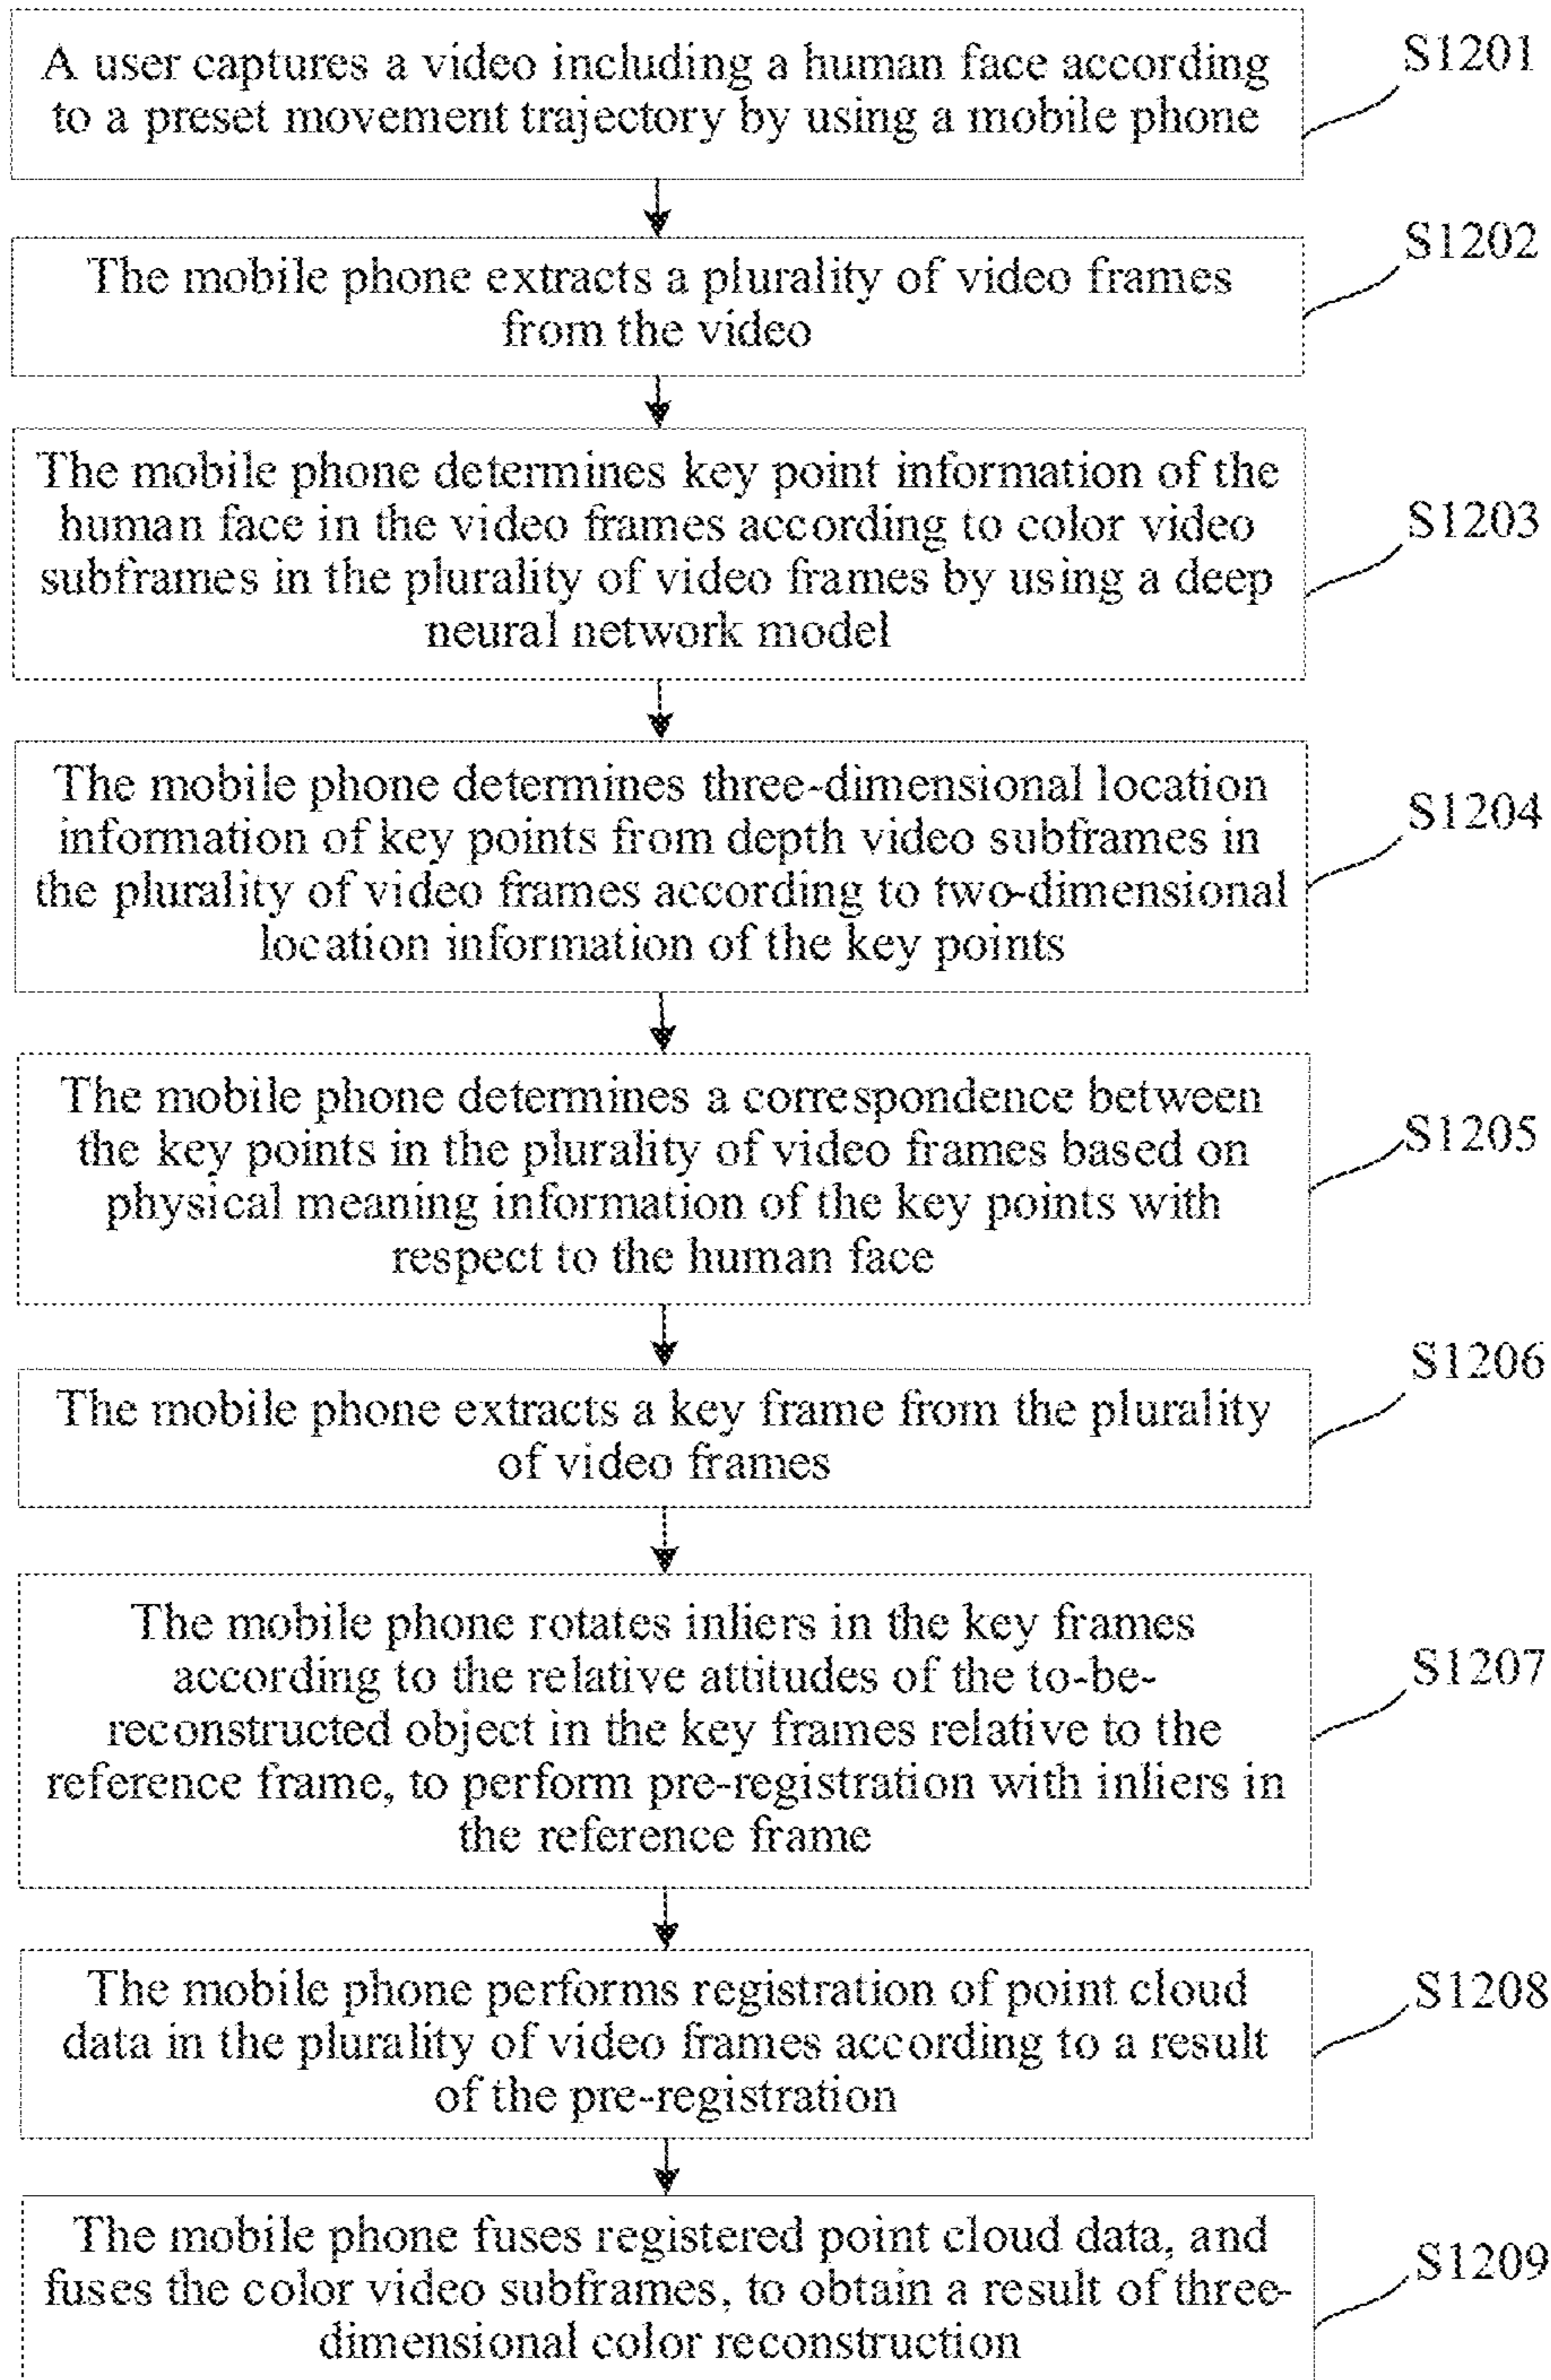 A user captures a video including a human face according
to a preset movement trajectory by using a mobile phone
S1201
The mobile phone extracts a plurality of video frames
from the video
S1202
The mobile phone determines key point information of the
human face in the video frames according to color video
subframes in the plurality of video frames by using a deep
neural network model
S1203
The mobile phone determines three-dimensional location
information of key points from depth video subframes in
the plurality of video frames according to two-dimensional
location information of the key points
S1204
The mobile phone determines a correspondence between
the key points in the plurality of video frames based on
physical meaning information of the key points with
respect to the human face
S1205
The mobile phone extracts a key frame from the plurality
of video frames
S1206
The mobile phone rotates inliers in the key frames
according to the relative attitudes of the to-be-
reconstructed object in the key frames relative to the
reference frame, to perform pre-registration with inliers in
the reference frame
S1207
The mobile phone performs registration of point cloud
data in the plurality of video frames according to a result
of the pre-registration
S1208
The mobile phone fuses registered point cloud data, and
fuses the color video subframes, to obtain a result of three-
dimensional color reconstruction
S1209